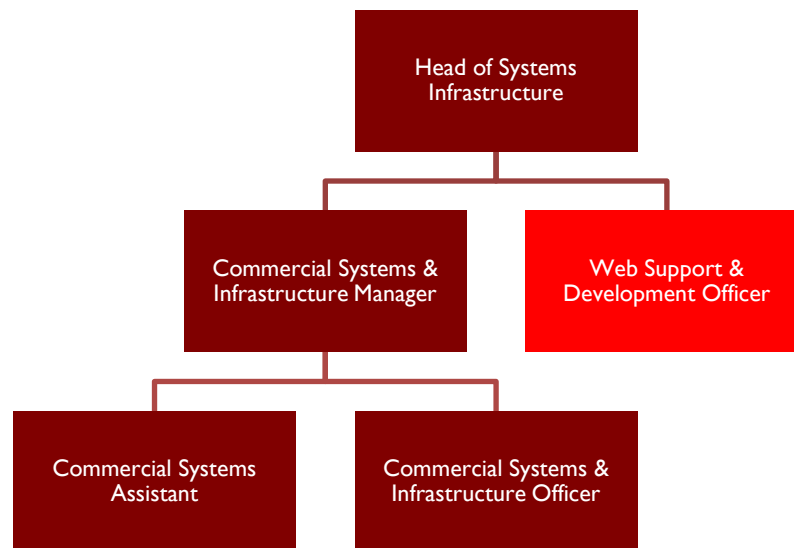 Head of Systems
Infrastructure
Commercial Systems &
Infrastructure Manager
Web Support &
Development Officer
Commercial Systems
Assistant
Commercial Systems &
Infrastructure Officer